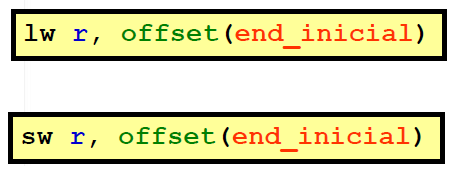 lw r, offset(end_inicial)
sw r, offset(end_inicial)